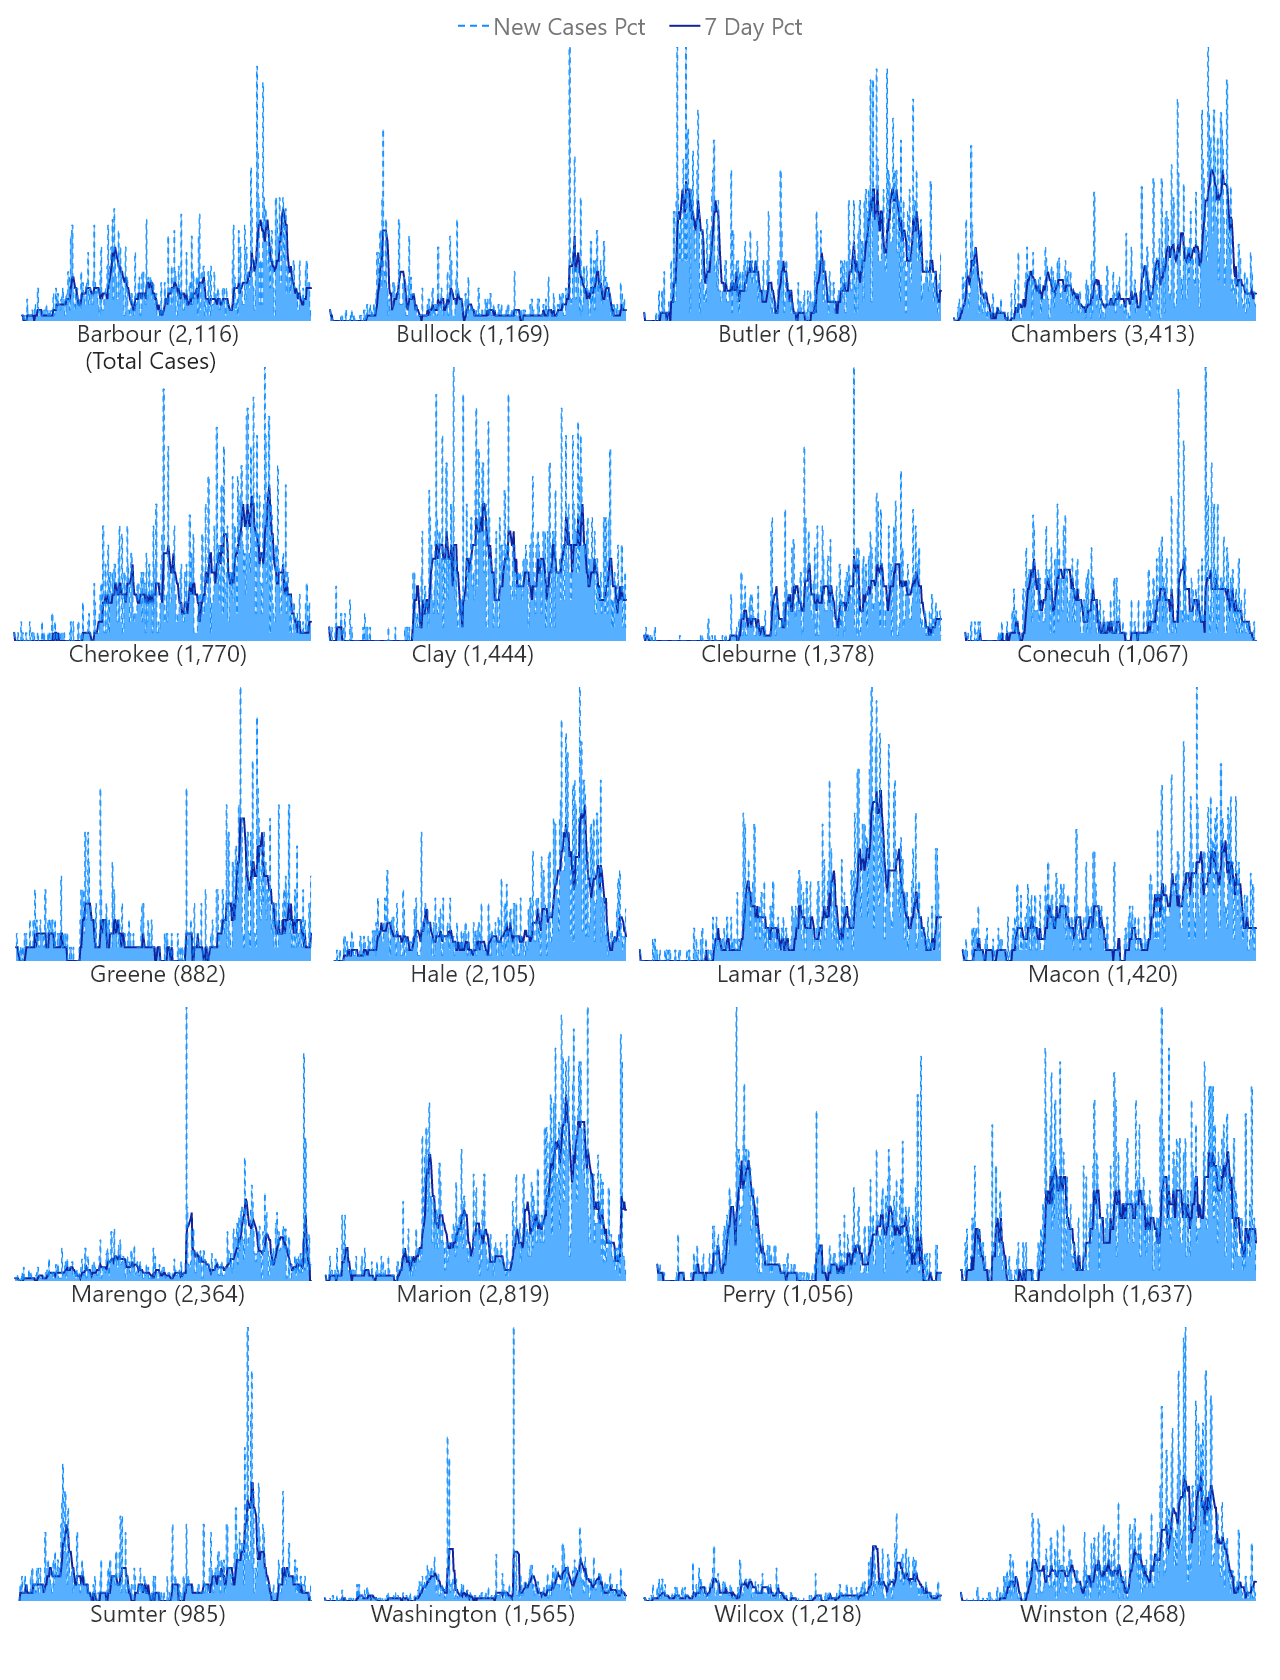 New Cases Pct 7 Day Pct
Barbour (2,116) Bullock (1,169) Butler (1,968) Chambers (3,413)
(Total Cases)
Cherokee (1,770) Clay (1,444) Cleburne (1,378) Conecuh (1,067)
Greene (882) Hale (2,105) Lamar (1,328) Macon (1,420)
Marengo (2,364) Marion (2,819) Perry (1,056) Randolph (1,637)
Sumter (985) Washington (1,565) Wilcox (1,218) Winston (2,468)